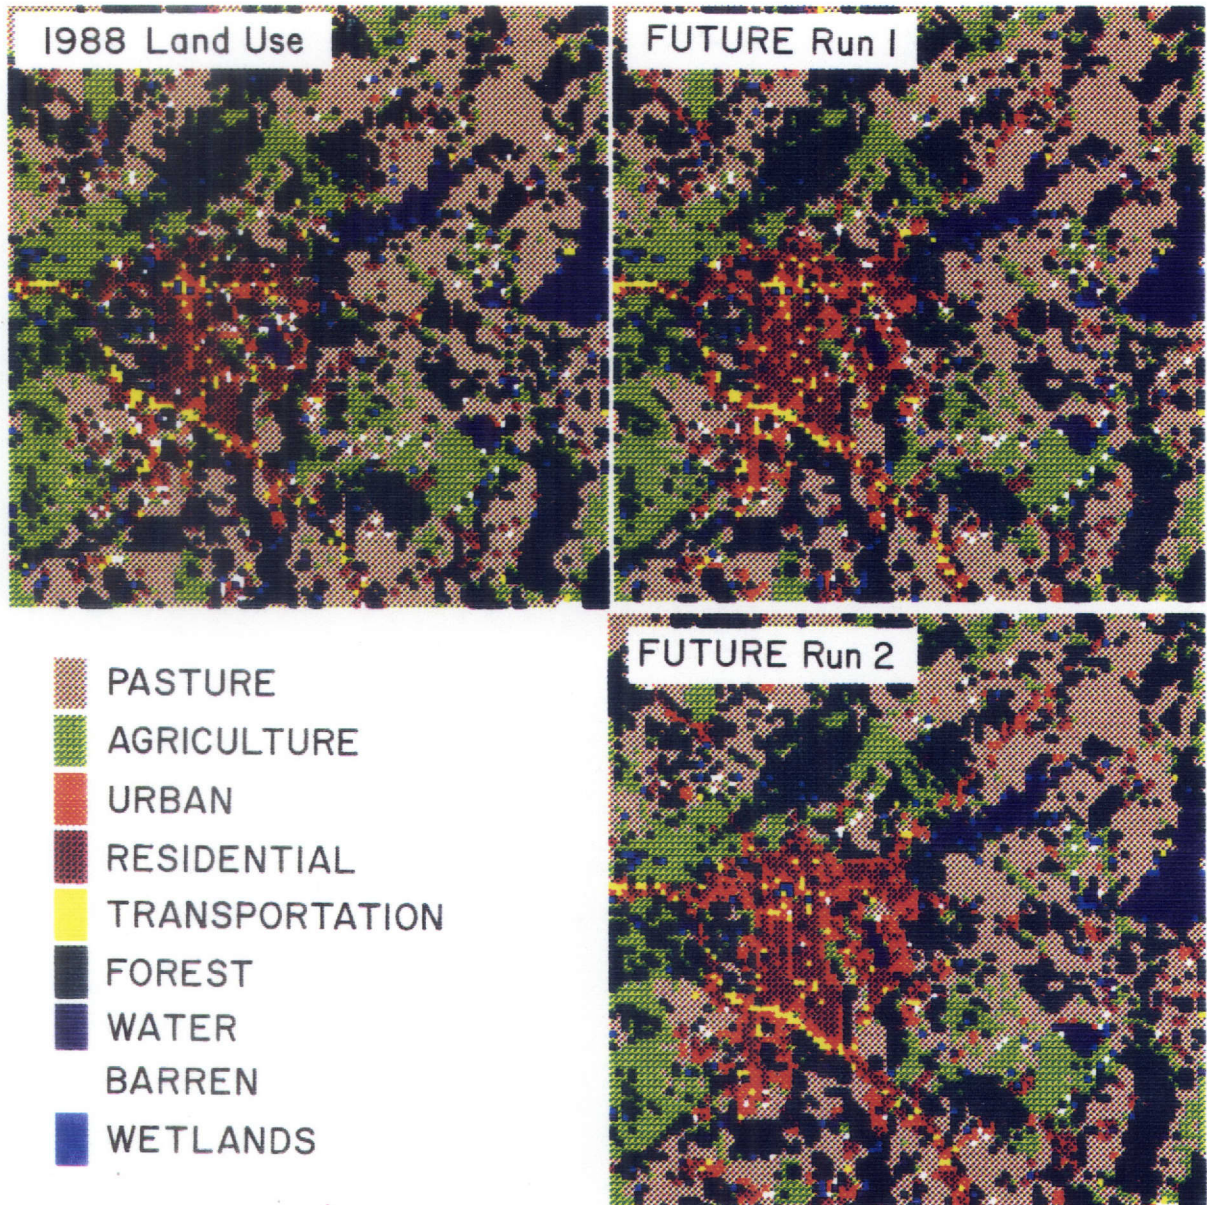 1988 Land Use
FUTURE Run 1
FUTURE Run 2
PASTURE
AGRICULTURE
URBAN
RESIDENTIAL
TRANSPORTATION
FOREST
WATER
BARREN
WETLANDS